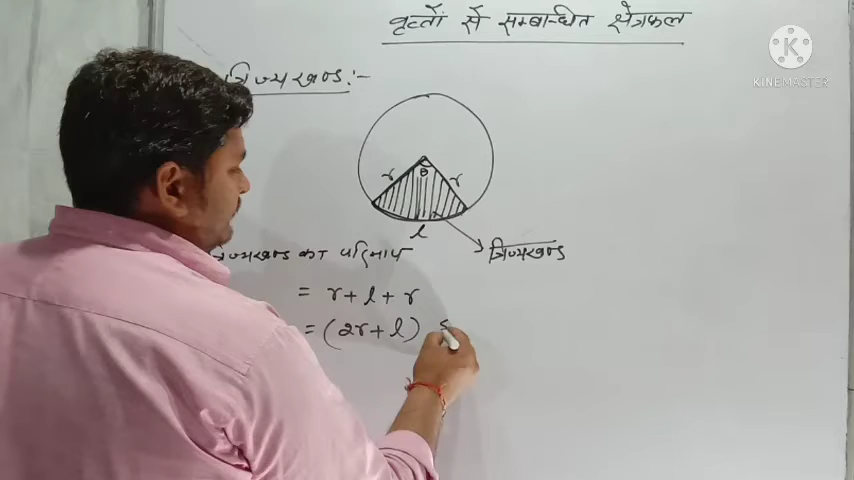 वृत्तों से सम्बन्धित क्षेत्रफल
KINEMASTER
त्रिज्यखण्ड :-
r
θ
r
l
त्रिज्यखण्ड
त्रिज्यखण्ड का परिमाप
= r + l + r
= (2r + l)